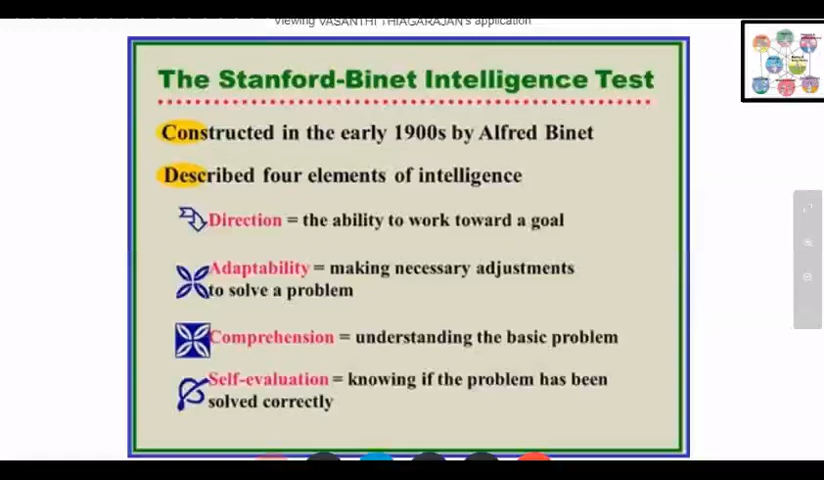 Viewing VASANTHI THIAGARAJAN's application
The Stanford-Binet Intelligence Test
Constructed in the early 1900s by Alfred Binet
Described four elements of intelligence
Direction = the ability to work toward a goal
Adaptability = making necessary adjustments
to solve a problem
Comprehension = understanding the basic problem
Self-evaluation = knowing if the problem has been
solved correctly